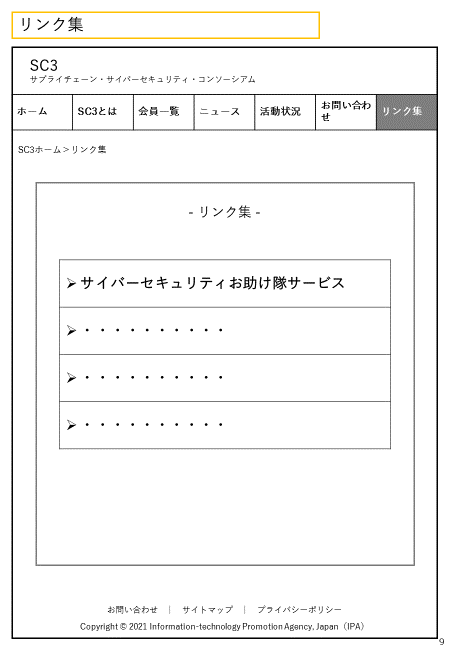 リンク集
SC3
サプライチェーン・サイバーセキュリティ・コンソーシアム
ホーム
SC3とは
会員一覧
ニュース
活動状況
お問い合わ
せ
リンク集
SC3ホーム＞リンク集
- リンク集 -
➢サイバーセキュリティお助け隊サービス
➢・・・・・・・・・・
➢・・・・・・・・・・
➢・・・・・・・・・・
お問い合わせ ｜ サイトマップ ｜ プライバシーポリシー
Copyright © 2021 Information-technology Promotion Agency, Japan（IPA）
9